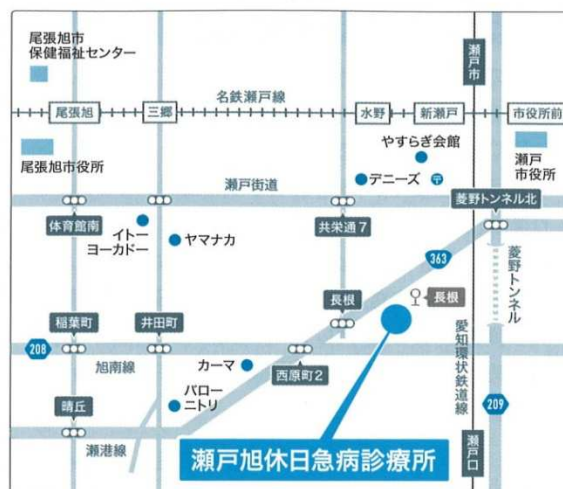 尾張旭市
保健福祉センター
瀬戸市
名鉄瀬戸線
尾張旭
三郷
水野
新瀬戸
市役所前
やすらぎ会館
尾張旭市役所
デニーズ
〒
瀬戸
市役所
瀬戸街道
菱野トンネル北
体育館南
イトー
ヨーカドー
ヤマナカ
共栄通7
363
菱野トンネル
長根
長根
稲葉町
井田町
208
旭南線
カーマ
西原町2
愛知環状鉄道線
バロー
ニトリ
晴丘
209
瀬港線
瀬戸旭休日急病診療所
瀬戸口